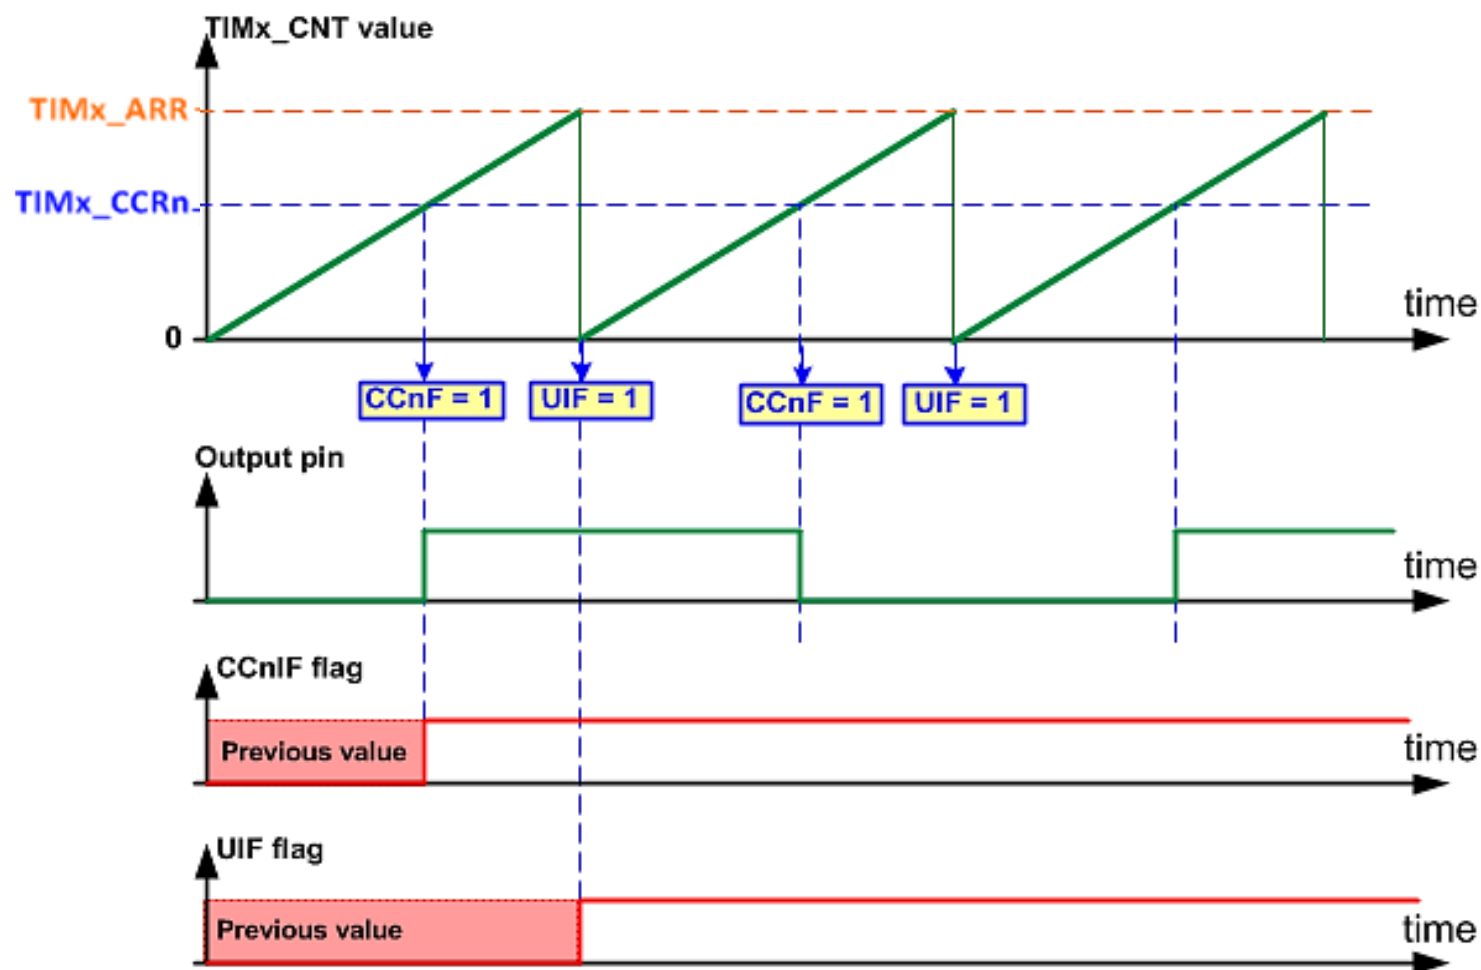 TIMx_CNT value
TIMx_ARR
TIMx_CCRn
time
0
CCnF = 1
UIF = 1
CCnF = 1
UIF = 1
Output pin
time
CCnIF flag
Previous value
time
UIF flag
Previous value
time